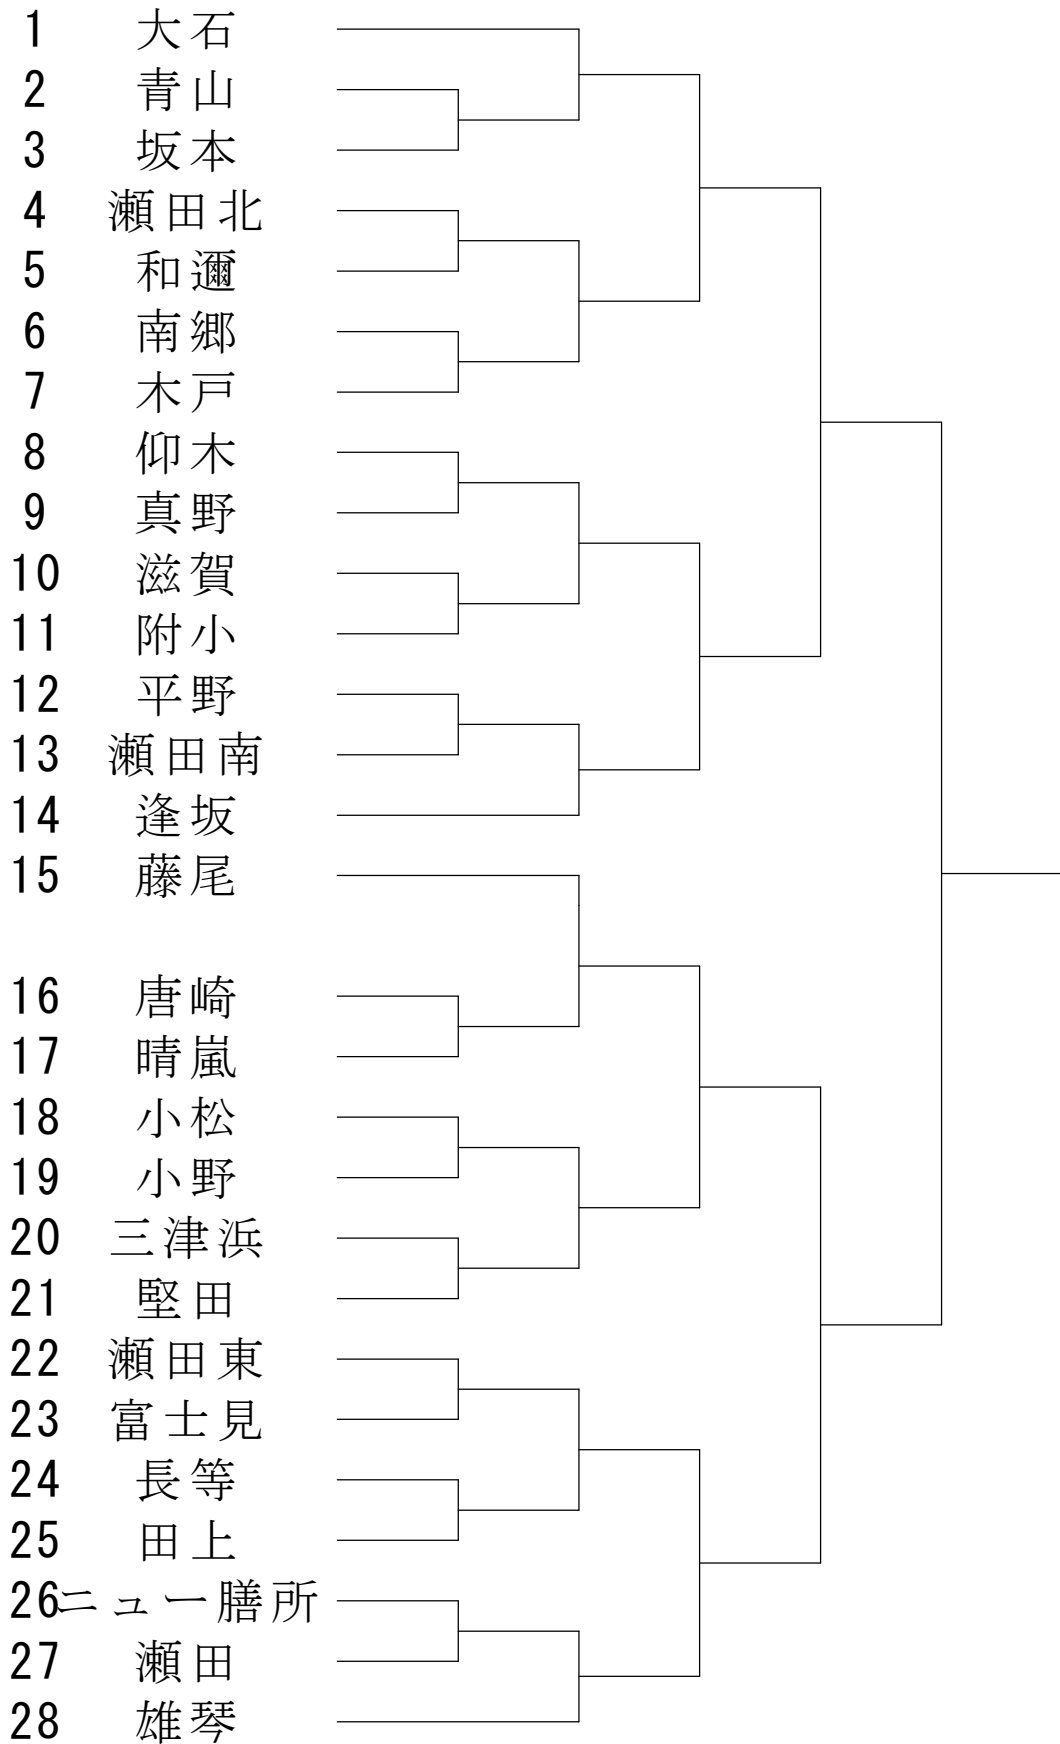 1 大石
2 青山
3 坂本
4 瀬田北
5 和邇
6 南郷
7 木戸
8 仰木
9 真野
10 滋賀
11 附小
12 平野
13 瀬田南
14 逢坂
15 藤尾
16 唐崎
17 晴嵐
18 小松
19 小野
20 三津浜
21 堅田
22 瀬田東
23 富士見
24 長等
25 田上
26 ニュー膳所
27 瀬田
28 雄琴